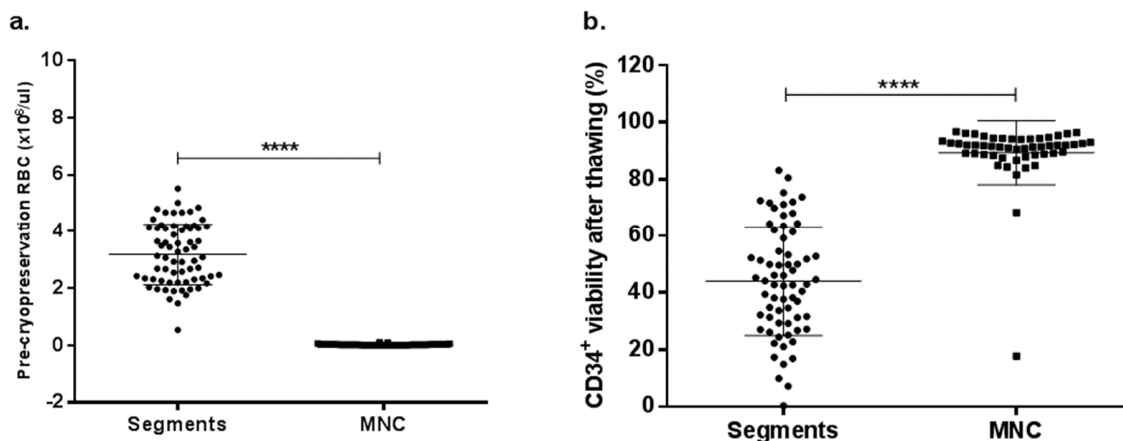 a.
Pre-cryopreservation RBC (x10⁶/ul)
10
8
6
4
2
0
-2
****
Segments
MNC
b.
CD34⁺ viability after thawing (%)
120
100
80
60
40
20
0
****
Segments
MNC